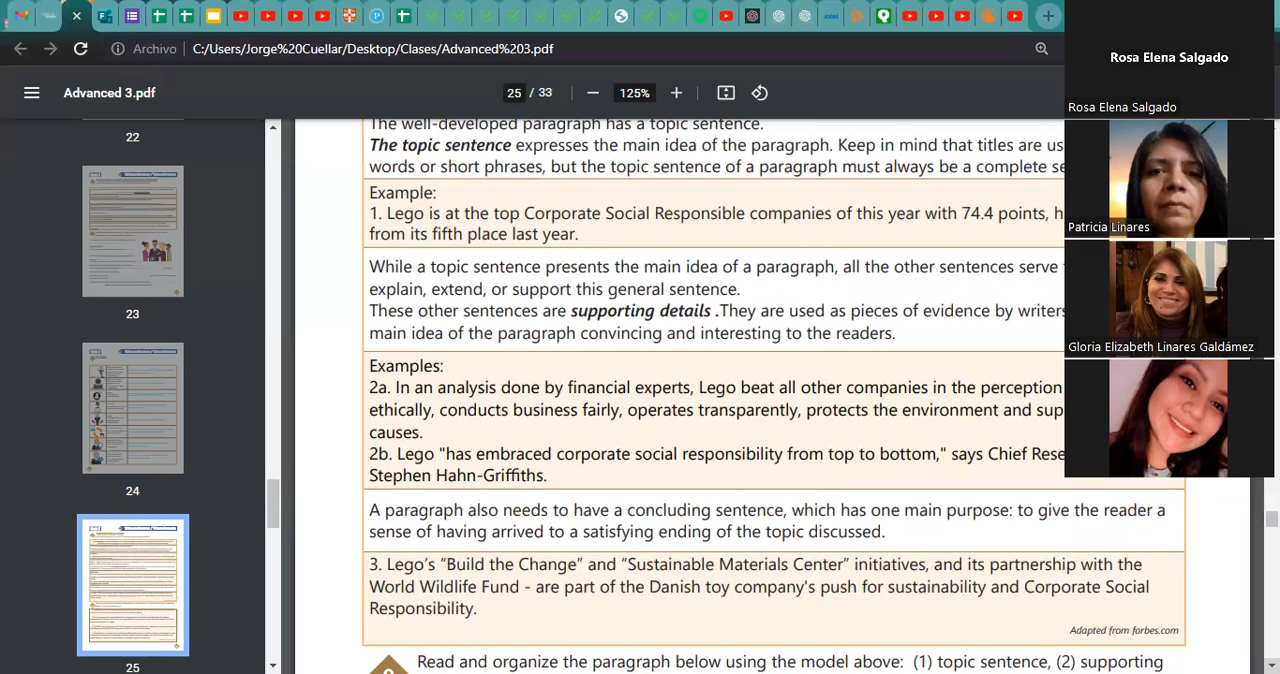 Archivo
C:/Users/Jorge%20Cuellar/Desktop/Clases/Advanced%203.pdf
Advanced 3.pdf
25 / 33
125%
22
23
24
25
The well-developed paragraph has a topic sentence.
The topic sentence expresses the main idea of the paragraph. Keep in mind that titles are
words or short phrases, but the topic sentence of a paragraph must always be a complete
Example:
1. Lego is at the top Corporate Social Responsible companies of this year with 74.4 points,
from its fifth place last year.
While a topic sentence presents the main idea of a paragraph, all the other sentences serve
explain, extend, or support this general sentence.
These other sentences are supporting details .They are used as pieces of evidence by writers
main idea of the paragraph convincing and interesting to the readers.
Examples:
2a. In an analysis done by financial experts, Lego beat all other companies in the perception
ethically, conducts business fairly, operates transparently, protects the environment and
causes.
2b. Lego "has embraced corporate social responsibility from top to bottom," says Chief
Stephen Hahn-Griffiths.
A paragraph also needs to have a concluding sentence, which has one main purpose: to give the reader a
sense of having arrived to a satisfying ending of the topic discussed.
3. Lego's "Build the Change" and "Sustainable Materials Center" initiatives, and its partnership with the
World Wildlife Fund - are part of the Danish toy company's push for sustainability and Corporate Social
Responsibility.
Adapted from forbes.com
Read and organize the paragraph below using the model above: (1) topic sentence, (2) supporting
Rosa Elena Salgado
Rosa Elena Salgado
Patricia Linares
Gloria Elizabeth Linares Galdámez